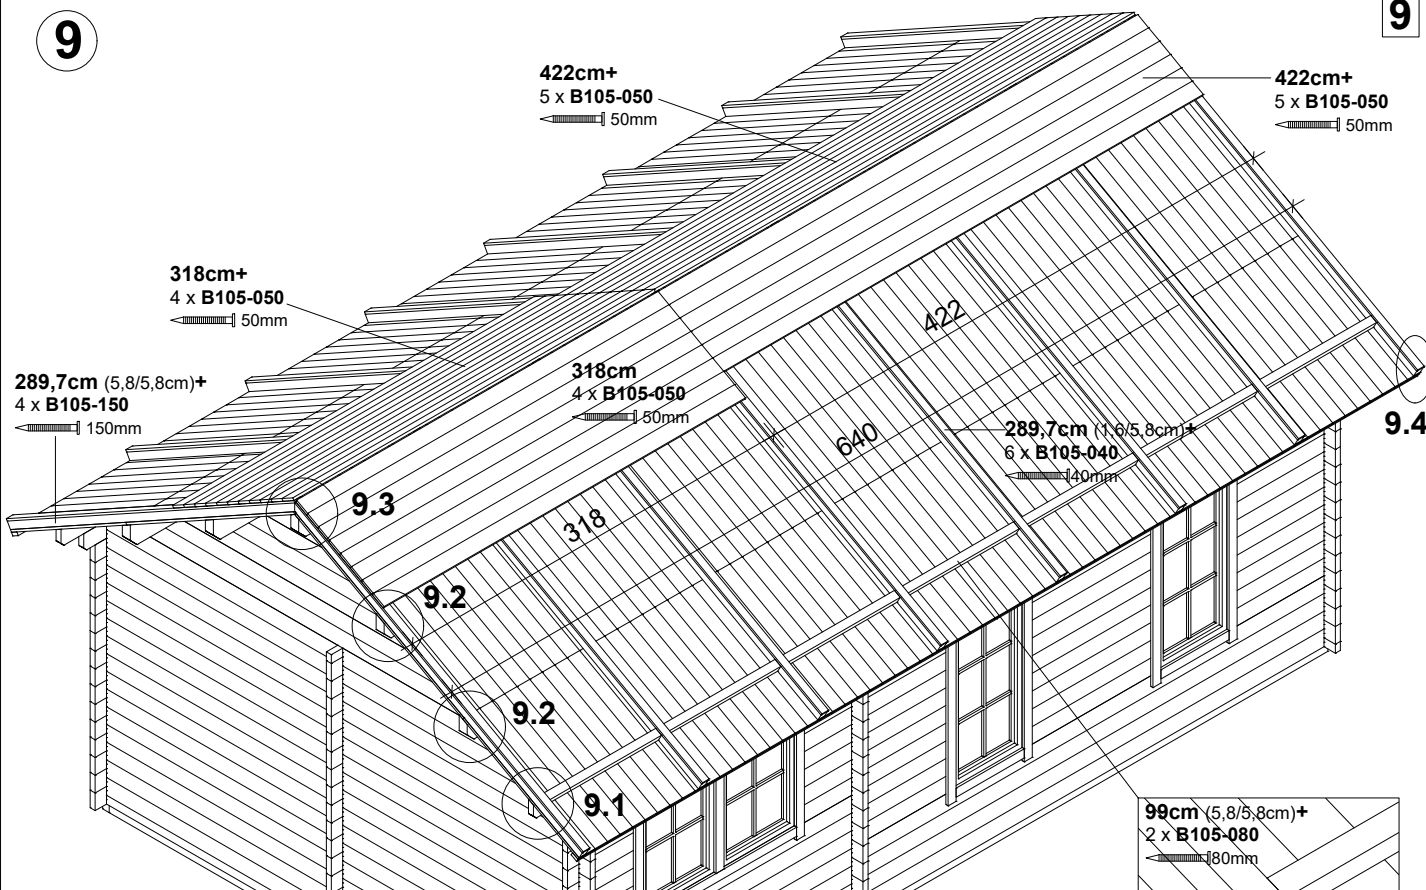 9
9
422cm+
5 x B105-050
50mm
422cm+
5 x B105-050
50mm
318cm+
4 x B105-050
50mm
289,7cm (5,8/5,8cm)+
4 x B105-150
150mm
318cm
4 x B105-050
50mm
422
640
318
289,7cm (1,6/5,8cm)+
6 x B105-040
40mm
9.4
9.3
9.2
9.2
9.1
99cm (5,8/5,8cm)+
2 x B105-080
80mm